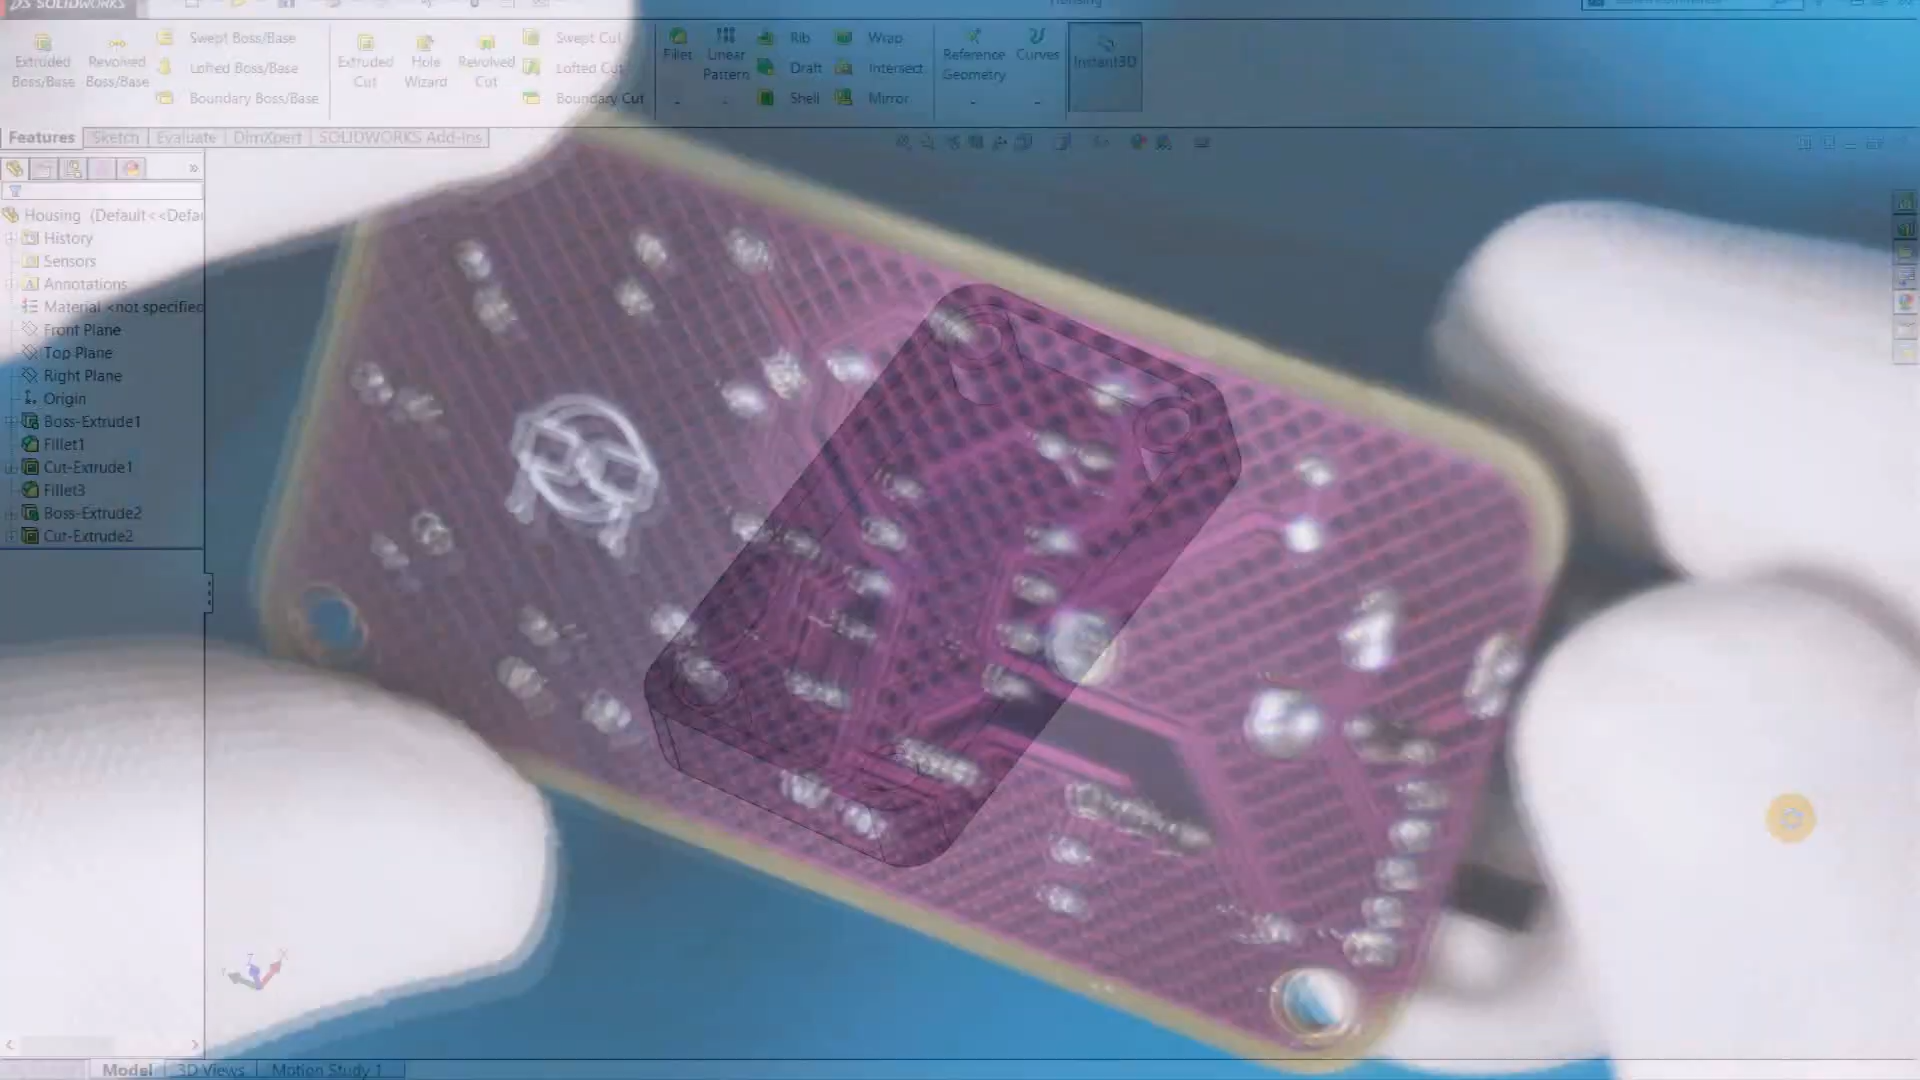 SOLIDWORKS
Extruded Boss/Base
Revolved Boss/Base
Swept Boss/Base
Lofted Boss/Base
Boundary Boss/Base
Extruded Cut
Hole Wizard
Revolved Cut
Swept Cut
Lofted Cut
Boundary Cut
Fillet
Linear Pattern
Rib
Draft
Shell
Wrap
Intersect
Mirror
Reference Geometry
Curves
Instant3D
Features
Sketch
Evaluate
DimXpert
SOLIDWORKS Add-Ins
Housing (Default<<Defau
History
Sensors
Annotations
Material <not specified
Front Plane
Top Plane
Right Plane
Origin
Boss-Extrude1
Fillet1
Cut-Extrude1
Fillet3
Boss-Extrude2
Cut-Extrude2
Model
3D Views
Motion Study 1